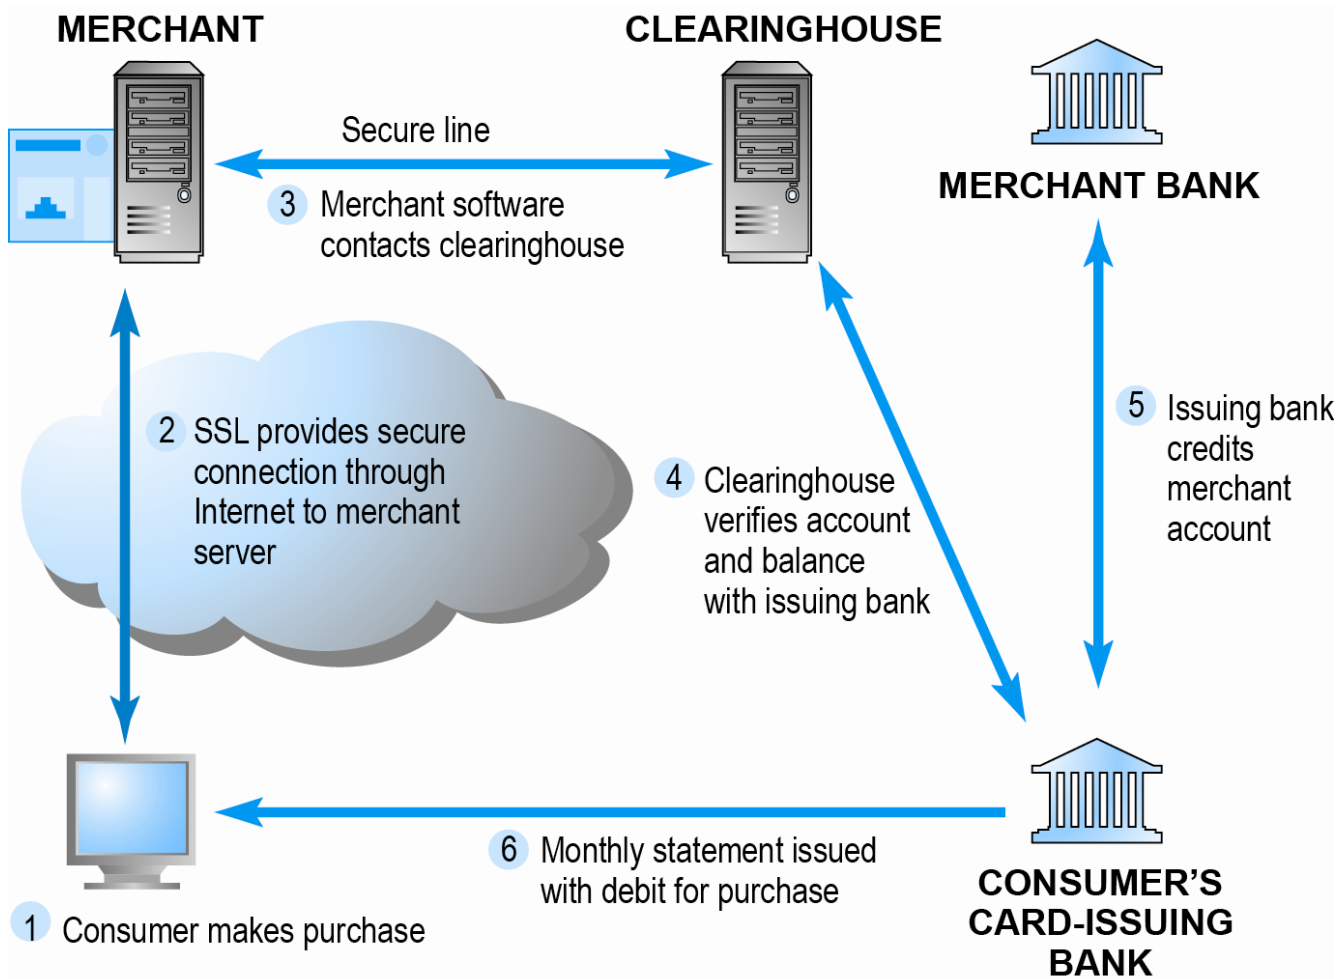 MERCHANT
CLEARINGHOUSE
MERCHANT BANK
Secure line
3 Merchant software
contacts clearinghouse
2 SSL provides secure
connection through
Internet to merchant
server
4 Clearinghouse
verifies account
and balance
with issuing bank
5 Issuing bank
credits
merchant
account
6 Monthly statement issued
with debit for purchase
1 Consumer makes purchase
CONSUMER’S
CARD-ISSUING
BANK